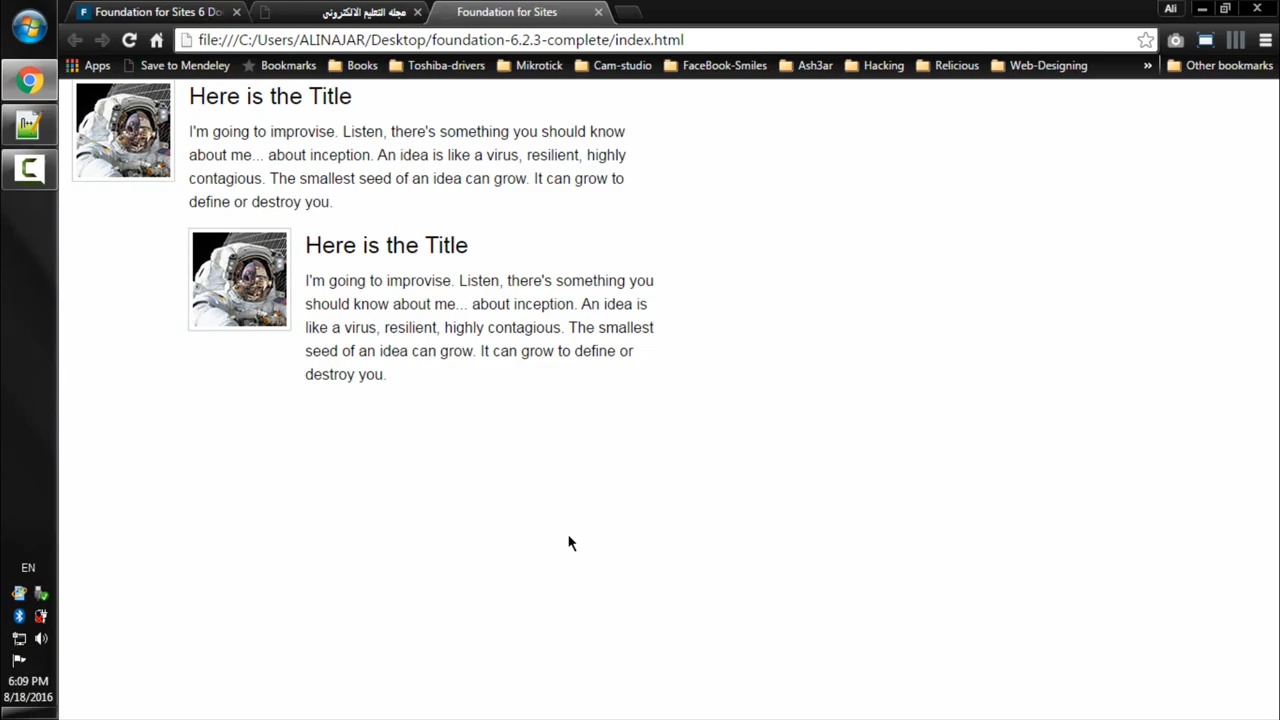 Foundation for Sites 6 Do
مجلة التعليم الالكتروني
Foundation for Sites
Ali
file:///C:/Users/ALINAJAR/Desktop/foundation-6.2.3-complete/index.html
Apps
Save to Mendeley
Bookmarks
Books
Toshiba-drivers
Mikrotick
Cam-studio
FaceBook-Smiles
Ash3ar
Hacking
Relicious
Web-Designing
»
Other bookmarks
Here is the Title
I'm going to improvise. Listen, there's something you should know
about me... about inception. An idea is like a virus, resilient, highly
contagious. The smallest seed of an idea can grow. It can grow to
define or destroy you.
Here is the Title
I'm going to improvise. Listen, there's something you
should know about me... about inception. An idea is
like a virus, resilient, highly contagious. The smallest
seed of an idea can grow. It can grow to define or
destroy you.
EN
6:09 PM
8/18/2016